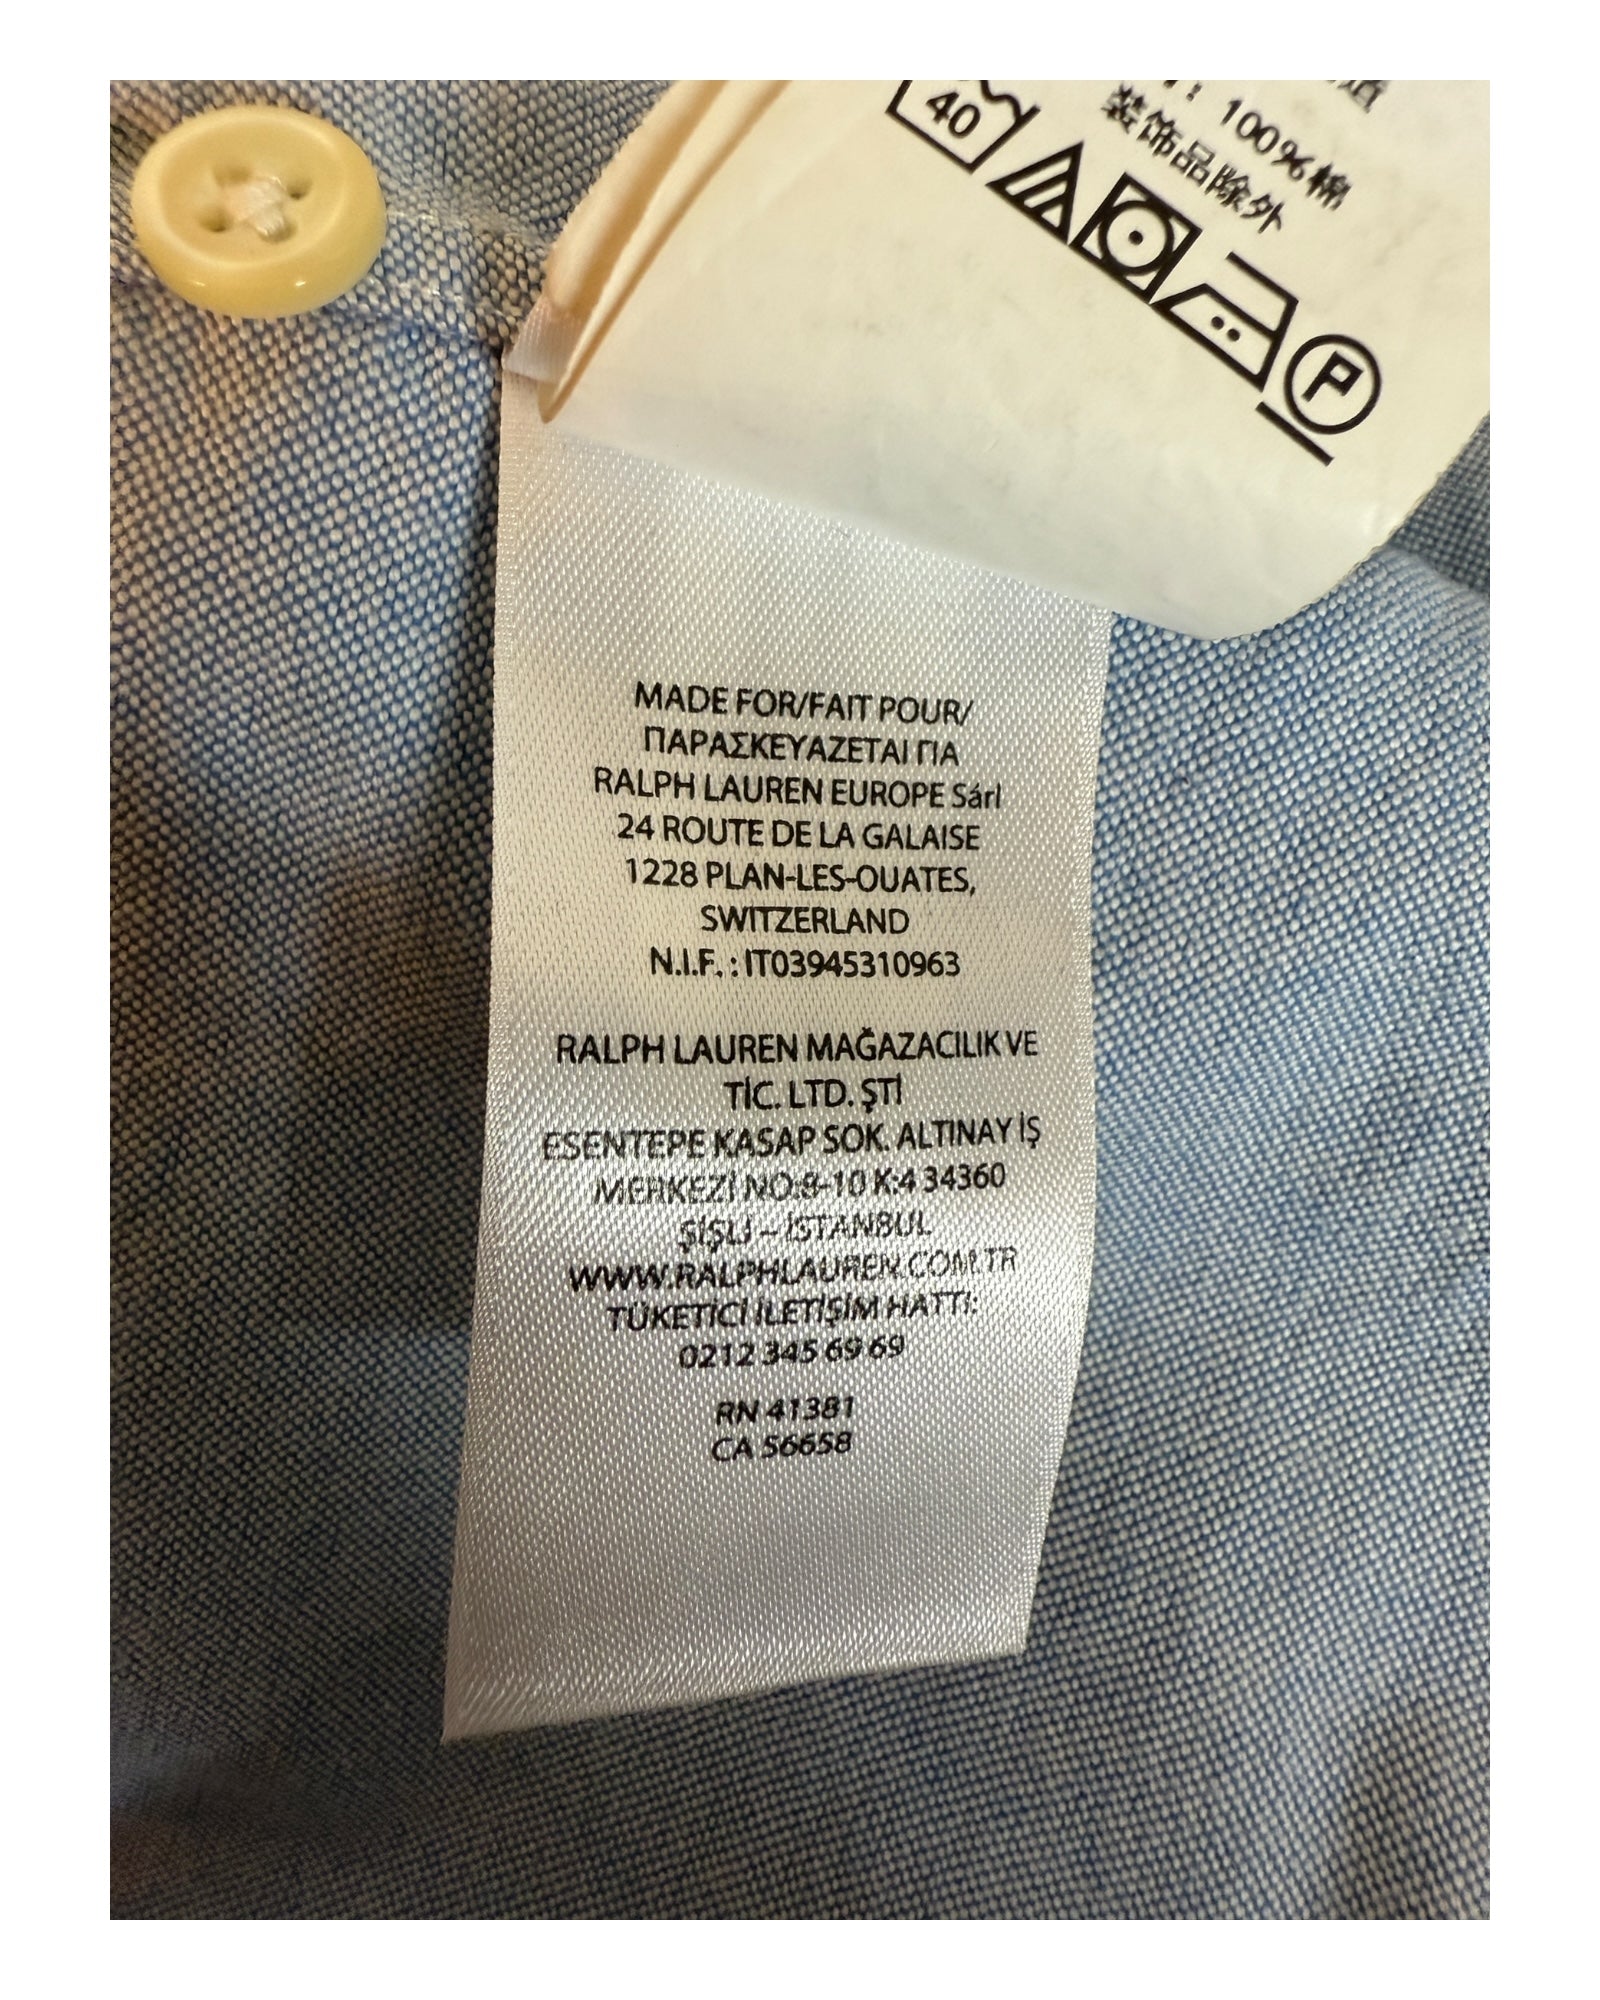 100%棉
装饰品除外
40
P
MADE FOR/FAIT POUR/
ΠΑΡΑΣΚΕΥΑΖΕΤΑΙ ΓΙΑ
RALPH LAUREN EUROPE Sárl
24 ROUTE DE LA GALAISE
1228 PLAN-LES-OUATES,
SWITZERLAND
N.I.F. : IT03945310963
RALPH LAUREN MAĞAZACILIK VE
TİC. LTD. ŞTİ
ESENTEPE KASAP SOK. ALTINAY İŞ
MERKEZİ NO:8-10 K:4 34360
ŞİŞLİ – İSTANBUL
WWW.RALPHLAUREN.COM.TR
TÜKETİCİ İLETİŞİM HATTI:
0212 345 69 69
RN 41381
CA 56658